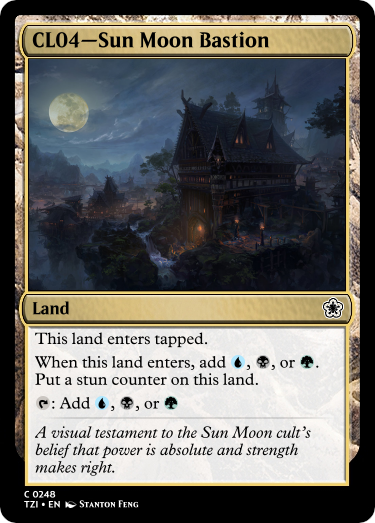 CL04—Sun Moon Bastion
Land
This land enters tapped.
When this land enters, add , , or .
Put a stun counter on this land.
: Add , , or
A visual testament to the Sun Moon cult's
belief that power is absolute and strength
makes right.
C 0248
TZI • EN Stanton Feng